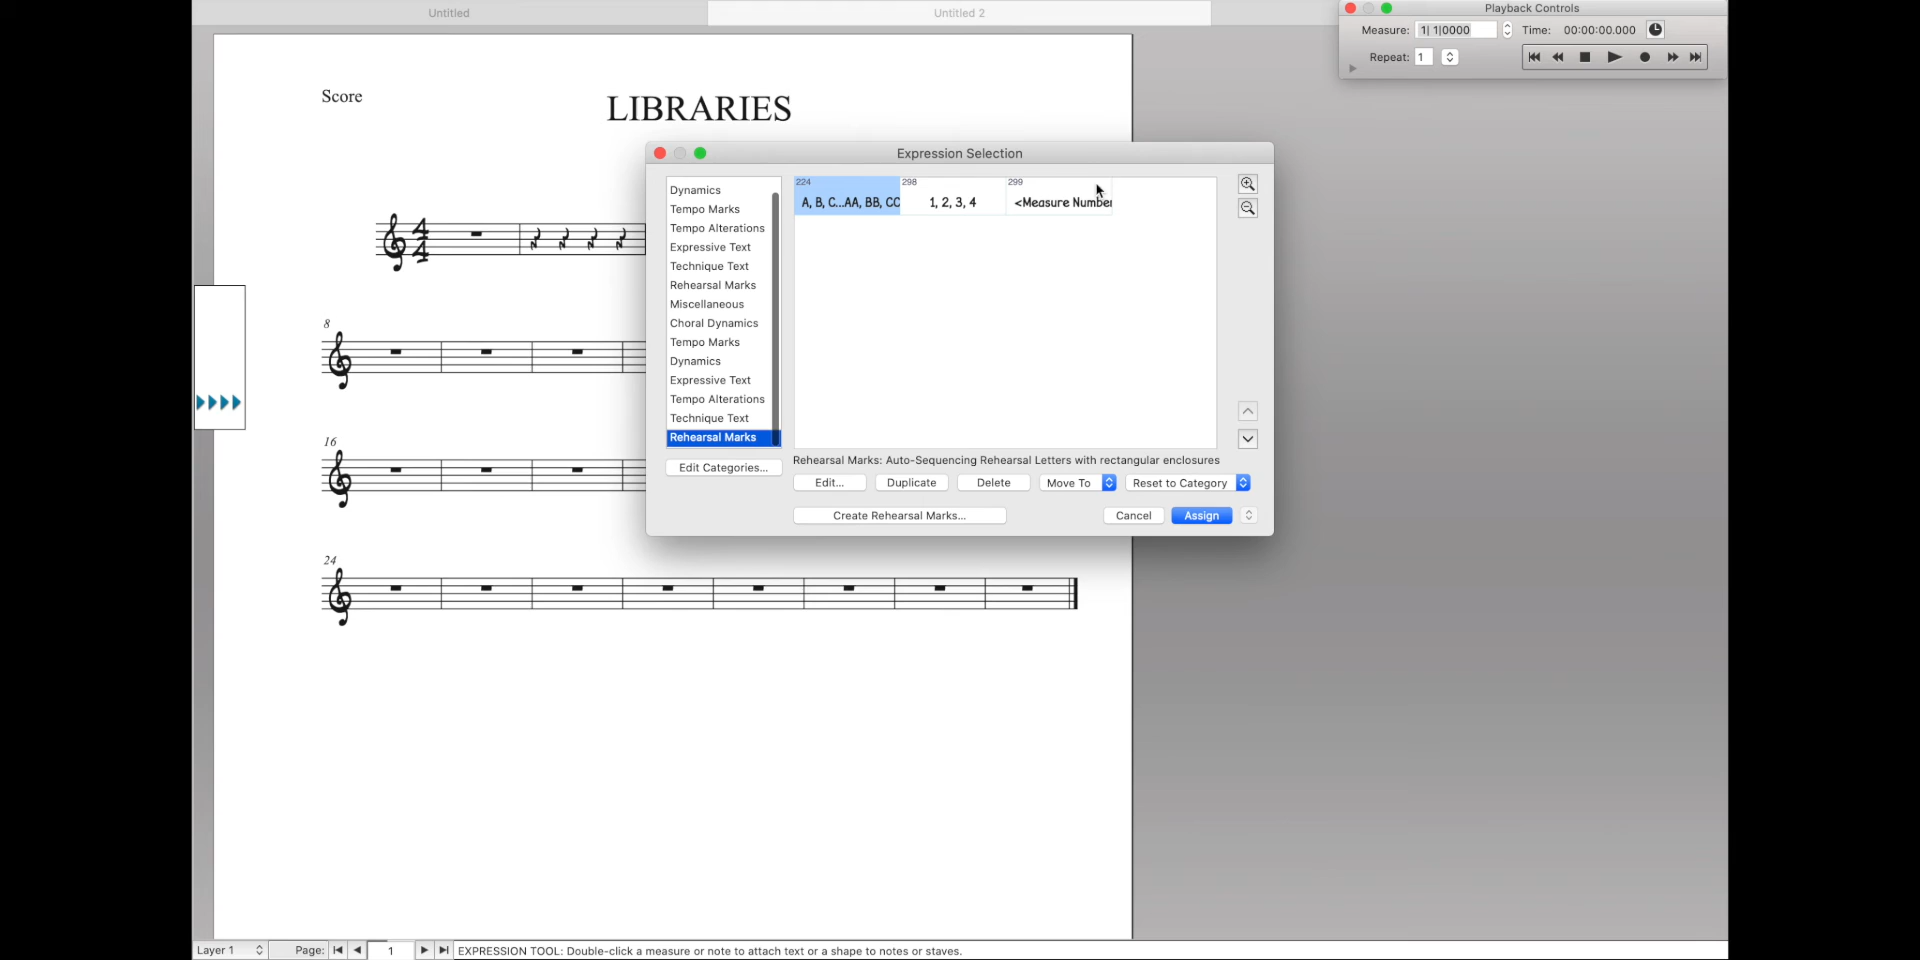 Untitled
Untitled 2
Playback Controls
Measure: 1| 1|0000 Time: 00:00:00.000
Repeat: 1
Score
LIBRARIES
Expression Selection
Dynamics
Tempo Marks
Tempo Alterations
Expressive Text
Technique Text
Rehearsal Marks
Miscellaneous
Choral Dynamics
Tempo Marks
Dynamics
Expressive Text
Tempo Alterations
Technique Text
Rehearsal Marks
Edit Categories...
224 298 299
A, B, C...AA, BB, CC 1, 2, 3, 4 <Measure Number
Rehearsal Marks: Auto-Sequencing Rehearsal Letters with rectangular enclosures
Edit... Duplicate Delete Move To Reset to Category
Create Rehearsal Marks... Cancel Assign
4
4
8
16
24
Layer 1 Page: 1 EXPRESSION TOOL: Double-click a measure or note to attach text or a shape to notes or staves.